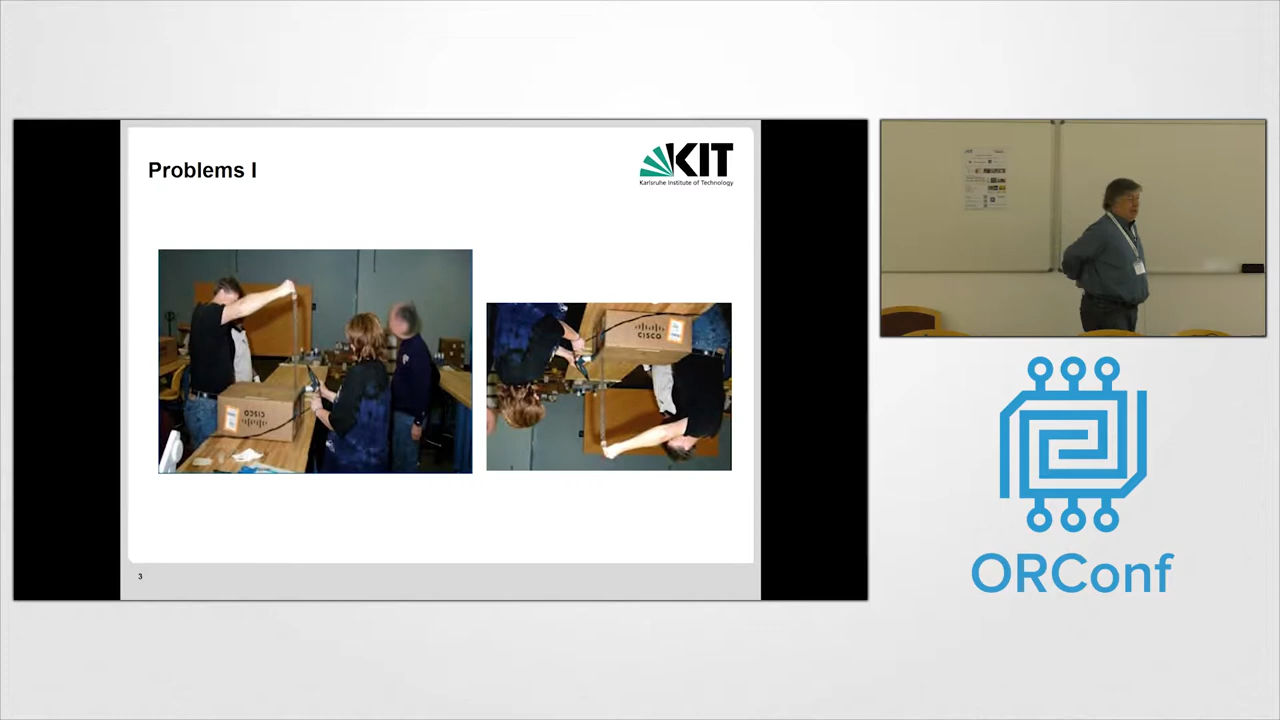 Problems I
KIT
Karlsruhe Institute of Technology
CISCO
CISCO
3
ORConf